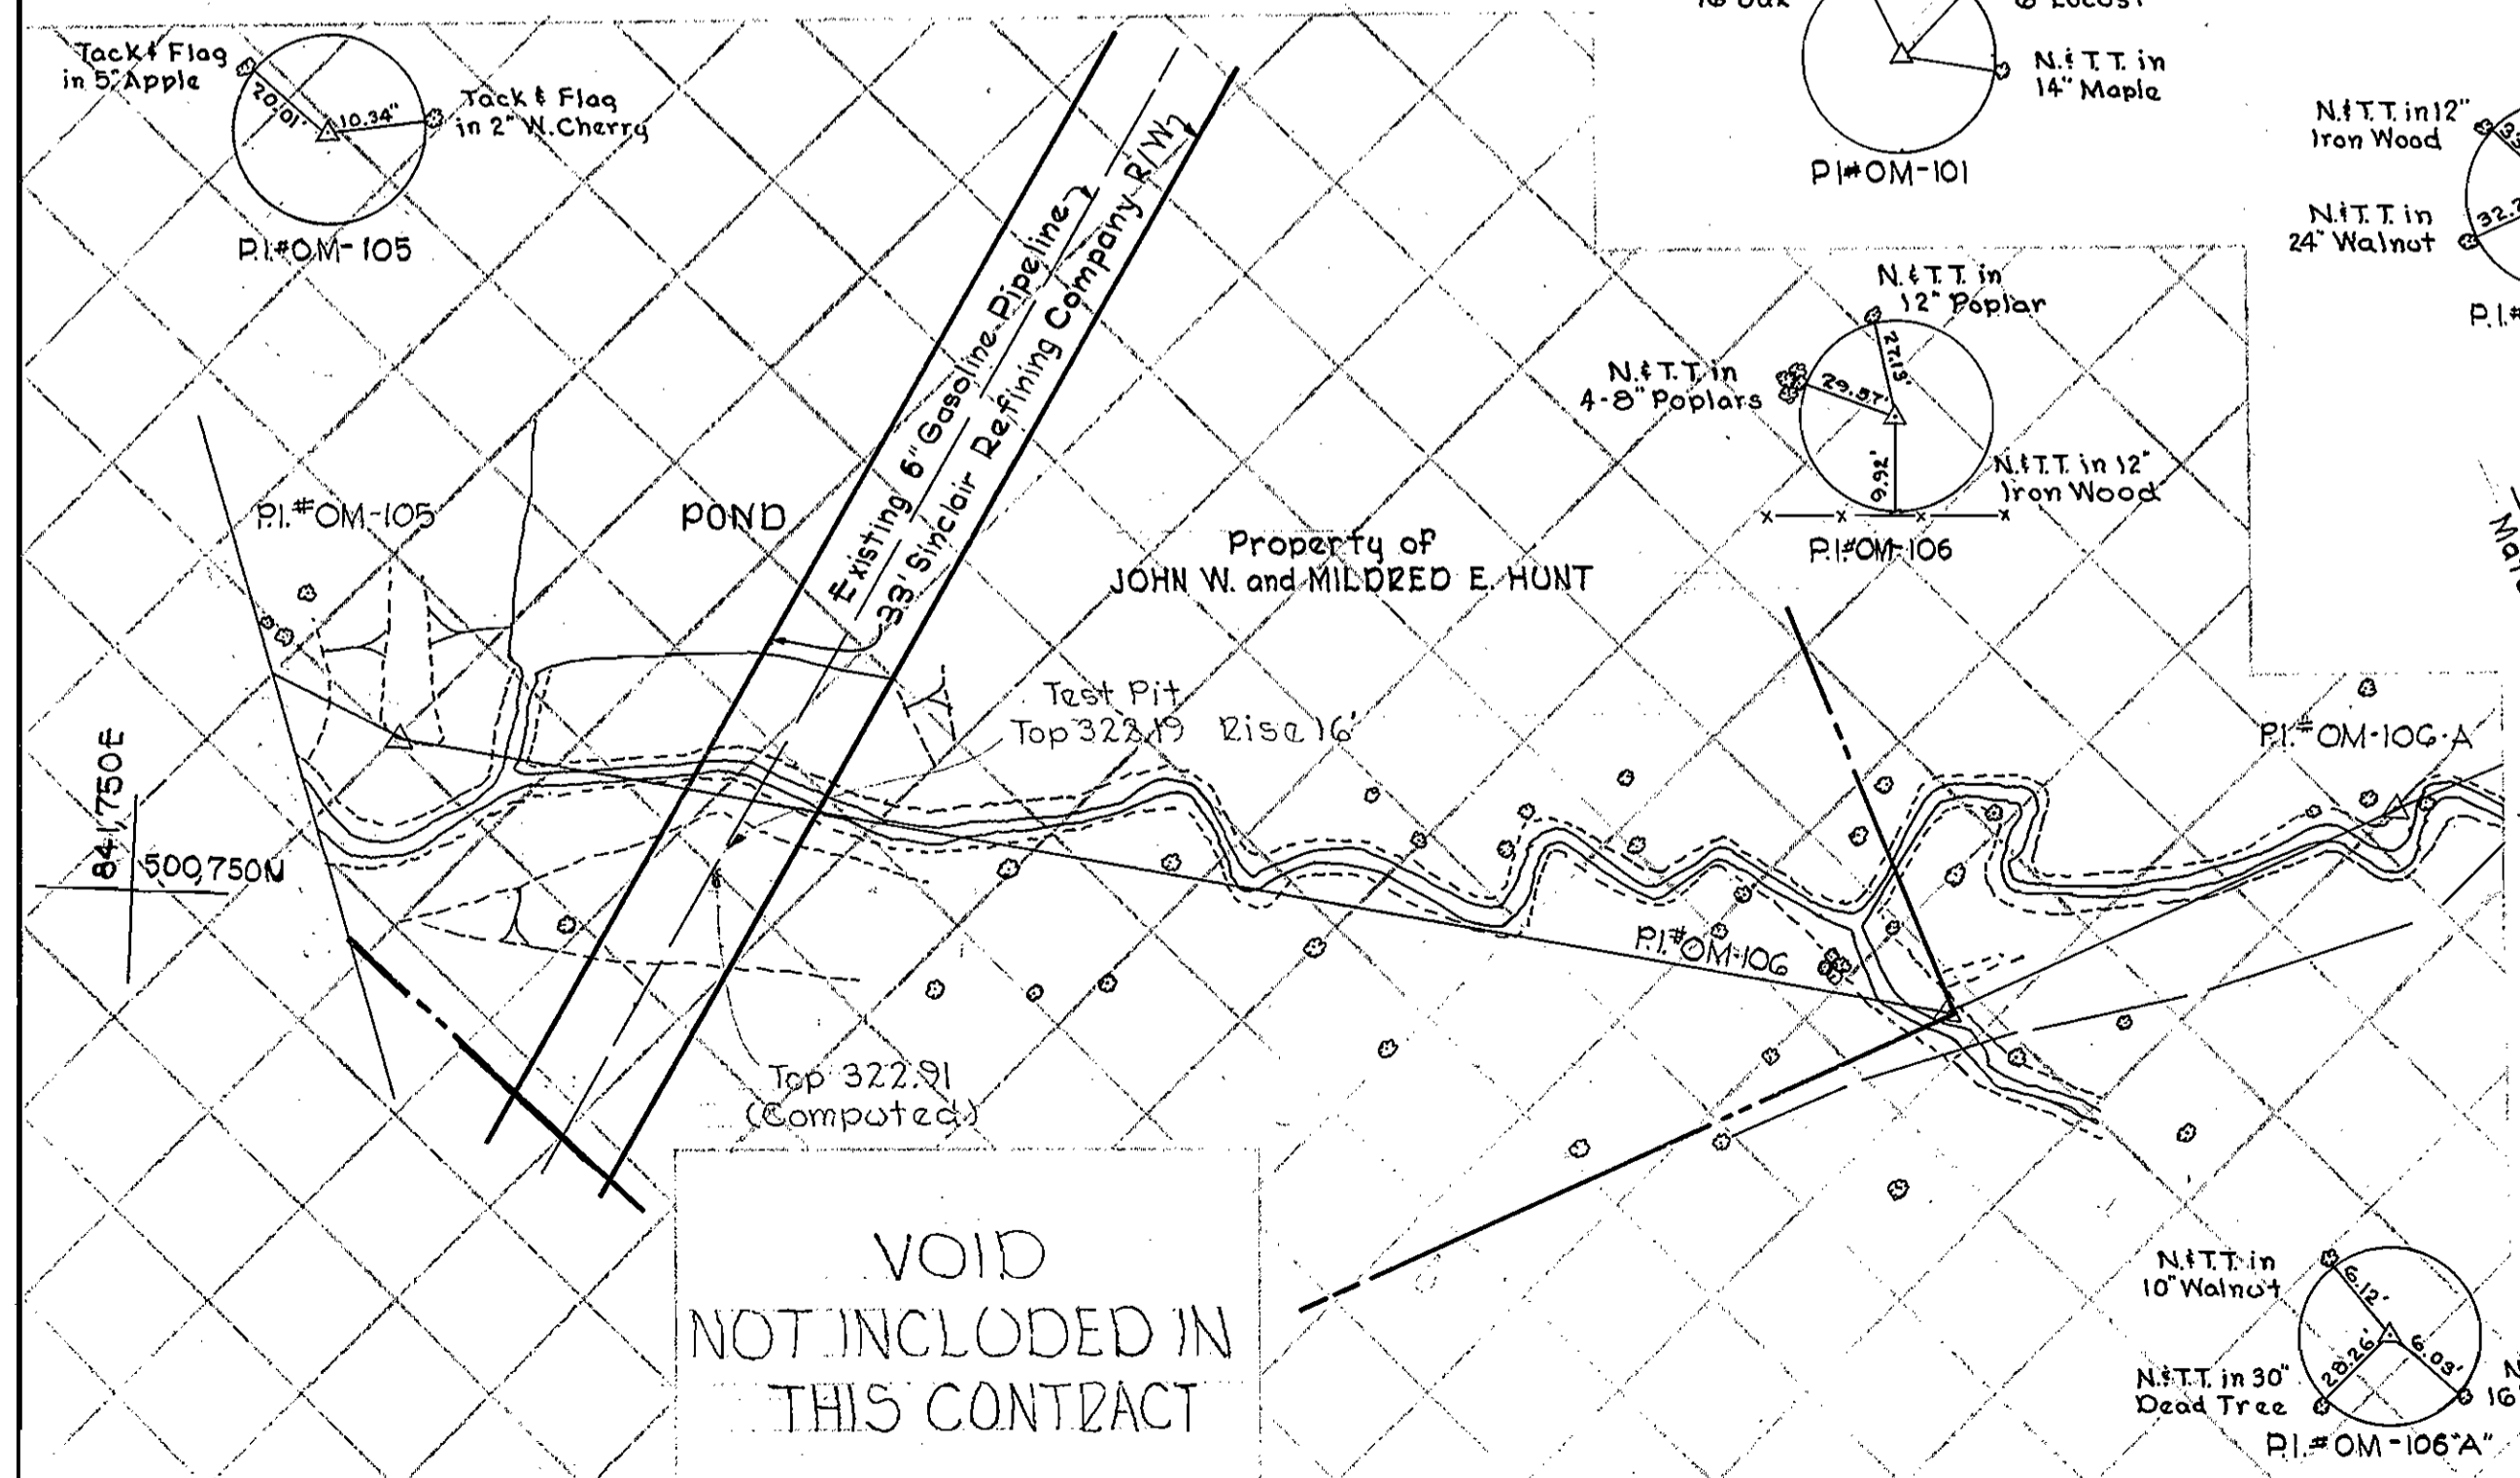 Tack & Flag
in 5" Apple
20.01'
10.34"
Tack & Flag
in 2" W. Cherry
P.I.#OM-105
6" Locust
N.& T.T. in
14" Maple
P.I#OM-101
N.& T.T. in 12"
Iron Wood
N.& T.T. in
24" Walnut
32.2
P.I.#
N.& T.T. in
12" Poplar
27.13'
N.& T.T. in
4-8" Poplars
29.57'
9.92'
N.& T.T. in 12"
Iron Wood
P.I.#OM-106
Existing 6" Gasoline Pipeline
33' Sinclair Refining Company R/W
P.I.#OM-105
POND
Property of
JOHN W. and MILDRED E. HUNT
Test Pit
Top 322.19 Rise 16'
P.I.#OM-106-A
841,750E
500,750N
P.I.#OM-106
Top 322.91
(Computed)
VOID
NOT INCLUDED IN
THIS CONTRACT
N.& T.T. in
10" Walnut
6.12'
28.26'
6.03'
N.& T.T. in 30"
Dead Tree
16"
P.I.#OM-106"A"